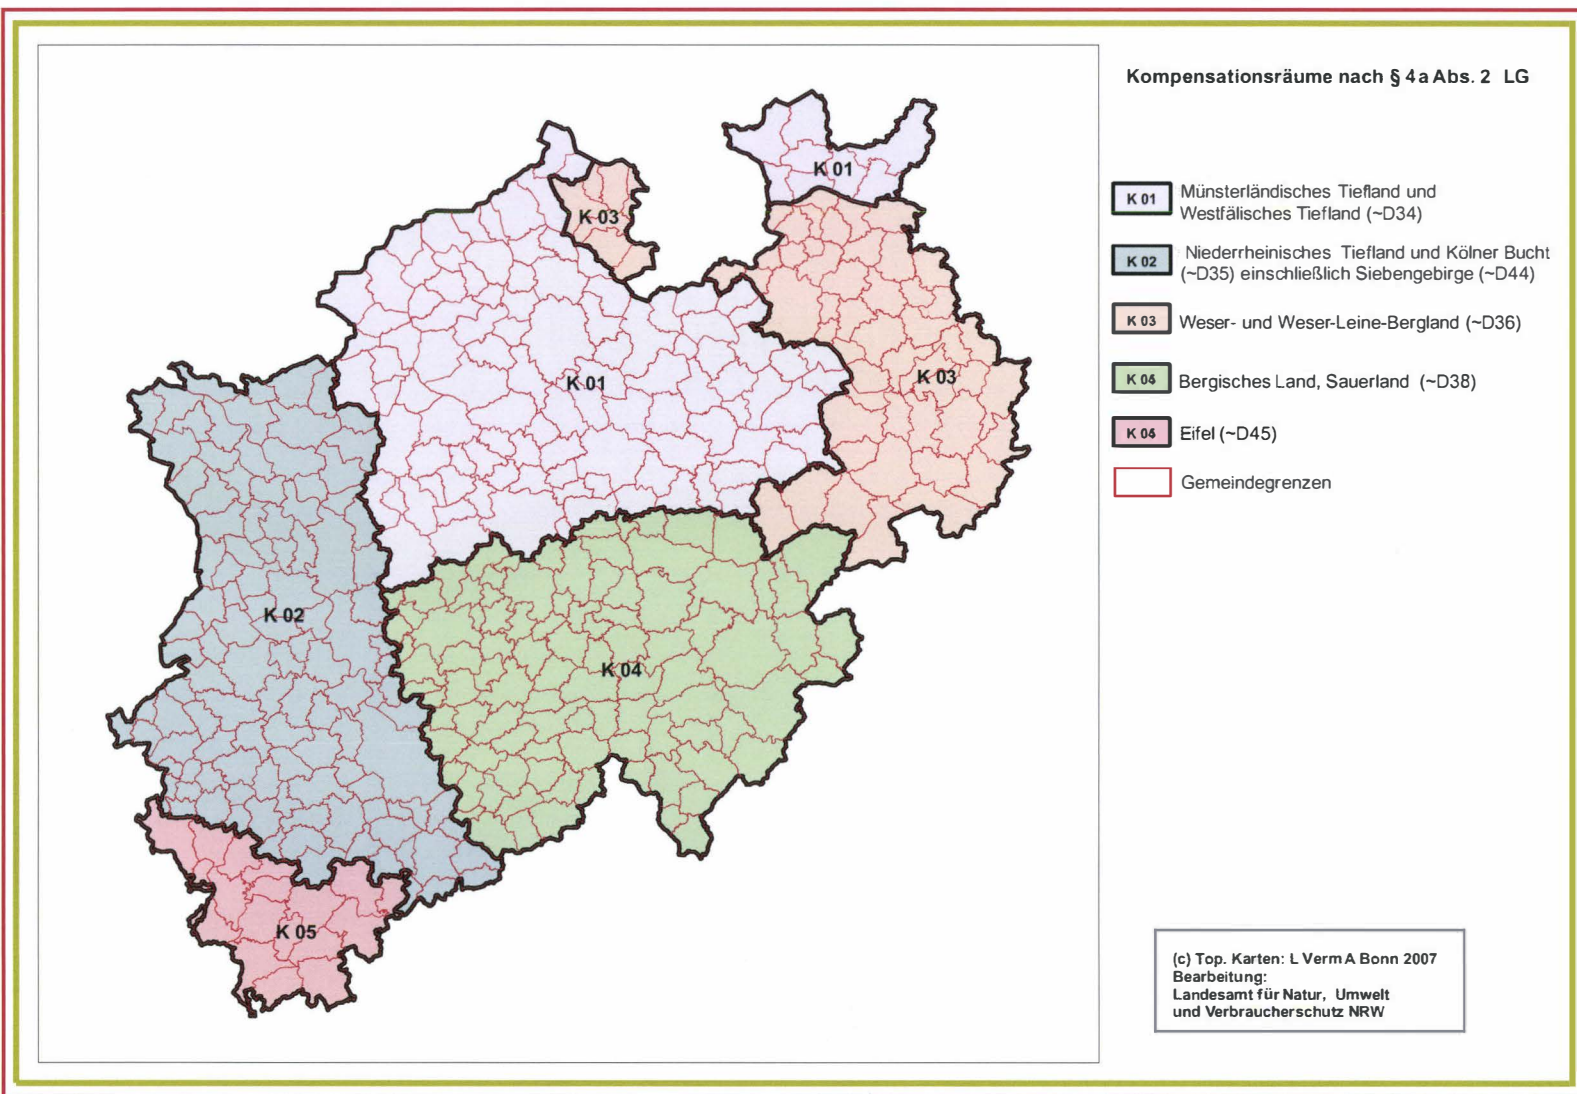 Kompensationsräume nach § 4a Abs. 2 LG
K 01
K 01
K 03
K 01
K 03
K 02
K 04
K 05
K 01 Münsterländisches Tiefland und
Westfälisches Tiefland (~D34)
K 02 Niederrheinisches Tiefland und Kölner Bucht
(~D35) einschließlich Siebengebirge (~D44)
K 03 Weser- und Weser-Leine-Bergland (~D36)
K 04 Bergisches Land, Sauerland (~D38)
K 05 Eifel (~D45)
Gemeindegrenzen
(c) Top. Karten: L Verm A Bonn 2007
Bearbeitung:
Landesamt für Natur, Umwelt
und Verbraucherschutz NRW